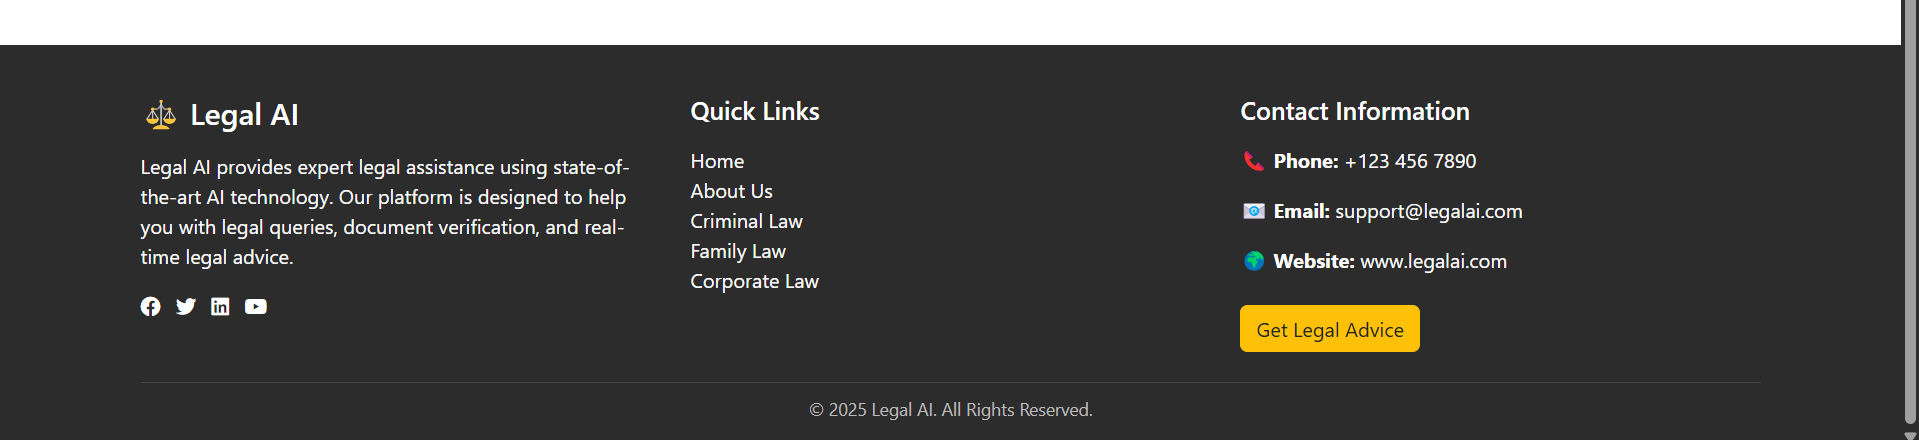 Legal AI
Legal AI provides expert legal assistance using state-of-
the-art AI technology. Our platform is designed to help
you with legal queries, document verification, and real-
time legal advice.
Quick Links
Home
About Us
Criminal Law
Family Law
Corporate Law
Contact Information
Phone: +123 456 7890
Email: support@legalai.com
Website: www.legalai.com
Get Legal Advice
© 2025 Legal AI. All Rights Reserved.